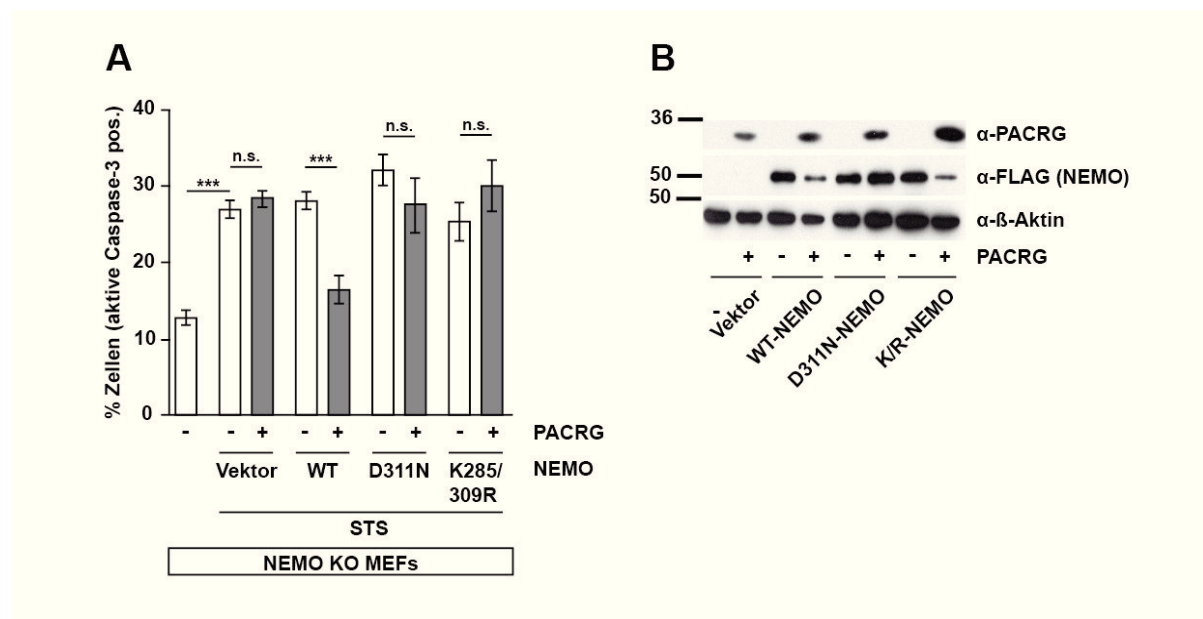 A
% Zellen (aktive Caspase-3 pos.)
40
30
20
10
0
***
n.s.
***
n.s.
n.s.
- - + - + - + - + PACRG
Vektor WT D311N K285/ NEMO
309R
STS
NEMO KO MEFs
B
36
α-PACRG
50
α-FLAG (NEMO)
50
α-ß-Aktin
- + - + - + - + PACRG
Vektor
WT-NEMO
D311N-NEMO
K/R-NEMO